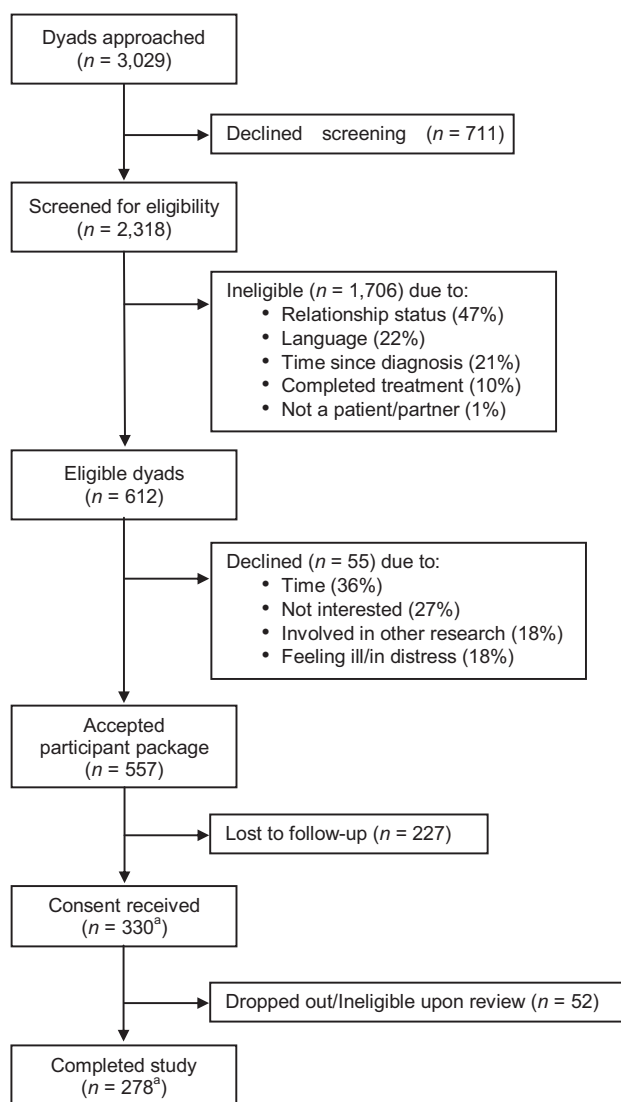 Dyads approached
(n = 3,029)
Declined screening (n = 711)
Screened for eligibility
(n = 2,318)
Ineligible (n = 1,706) due to:
• Relationship status (47%)
• Language (22%)
• Time since diagnosis (21%)
• Completed treatment (10%)
• Not a patient/partner (1%)
Eligible dyads
(n = 612)
Declined (n = 55) due to:
• Time (36%)
• Not interested (27%)
• Involved in other research (18%)
• Feeling ill/in distress (18%)
Accepted
participant package
(n = 557)
Lost to follow-up (n = 227)
Consent received
(n = 330ª)
Dropped out/Ineligible upon review (n = 52)
Completed study
(n = 278ª)